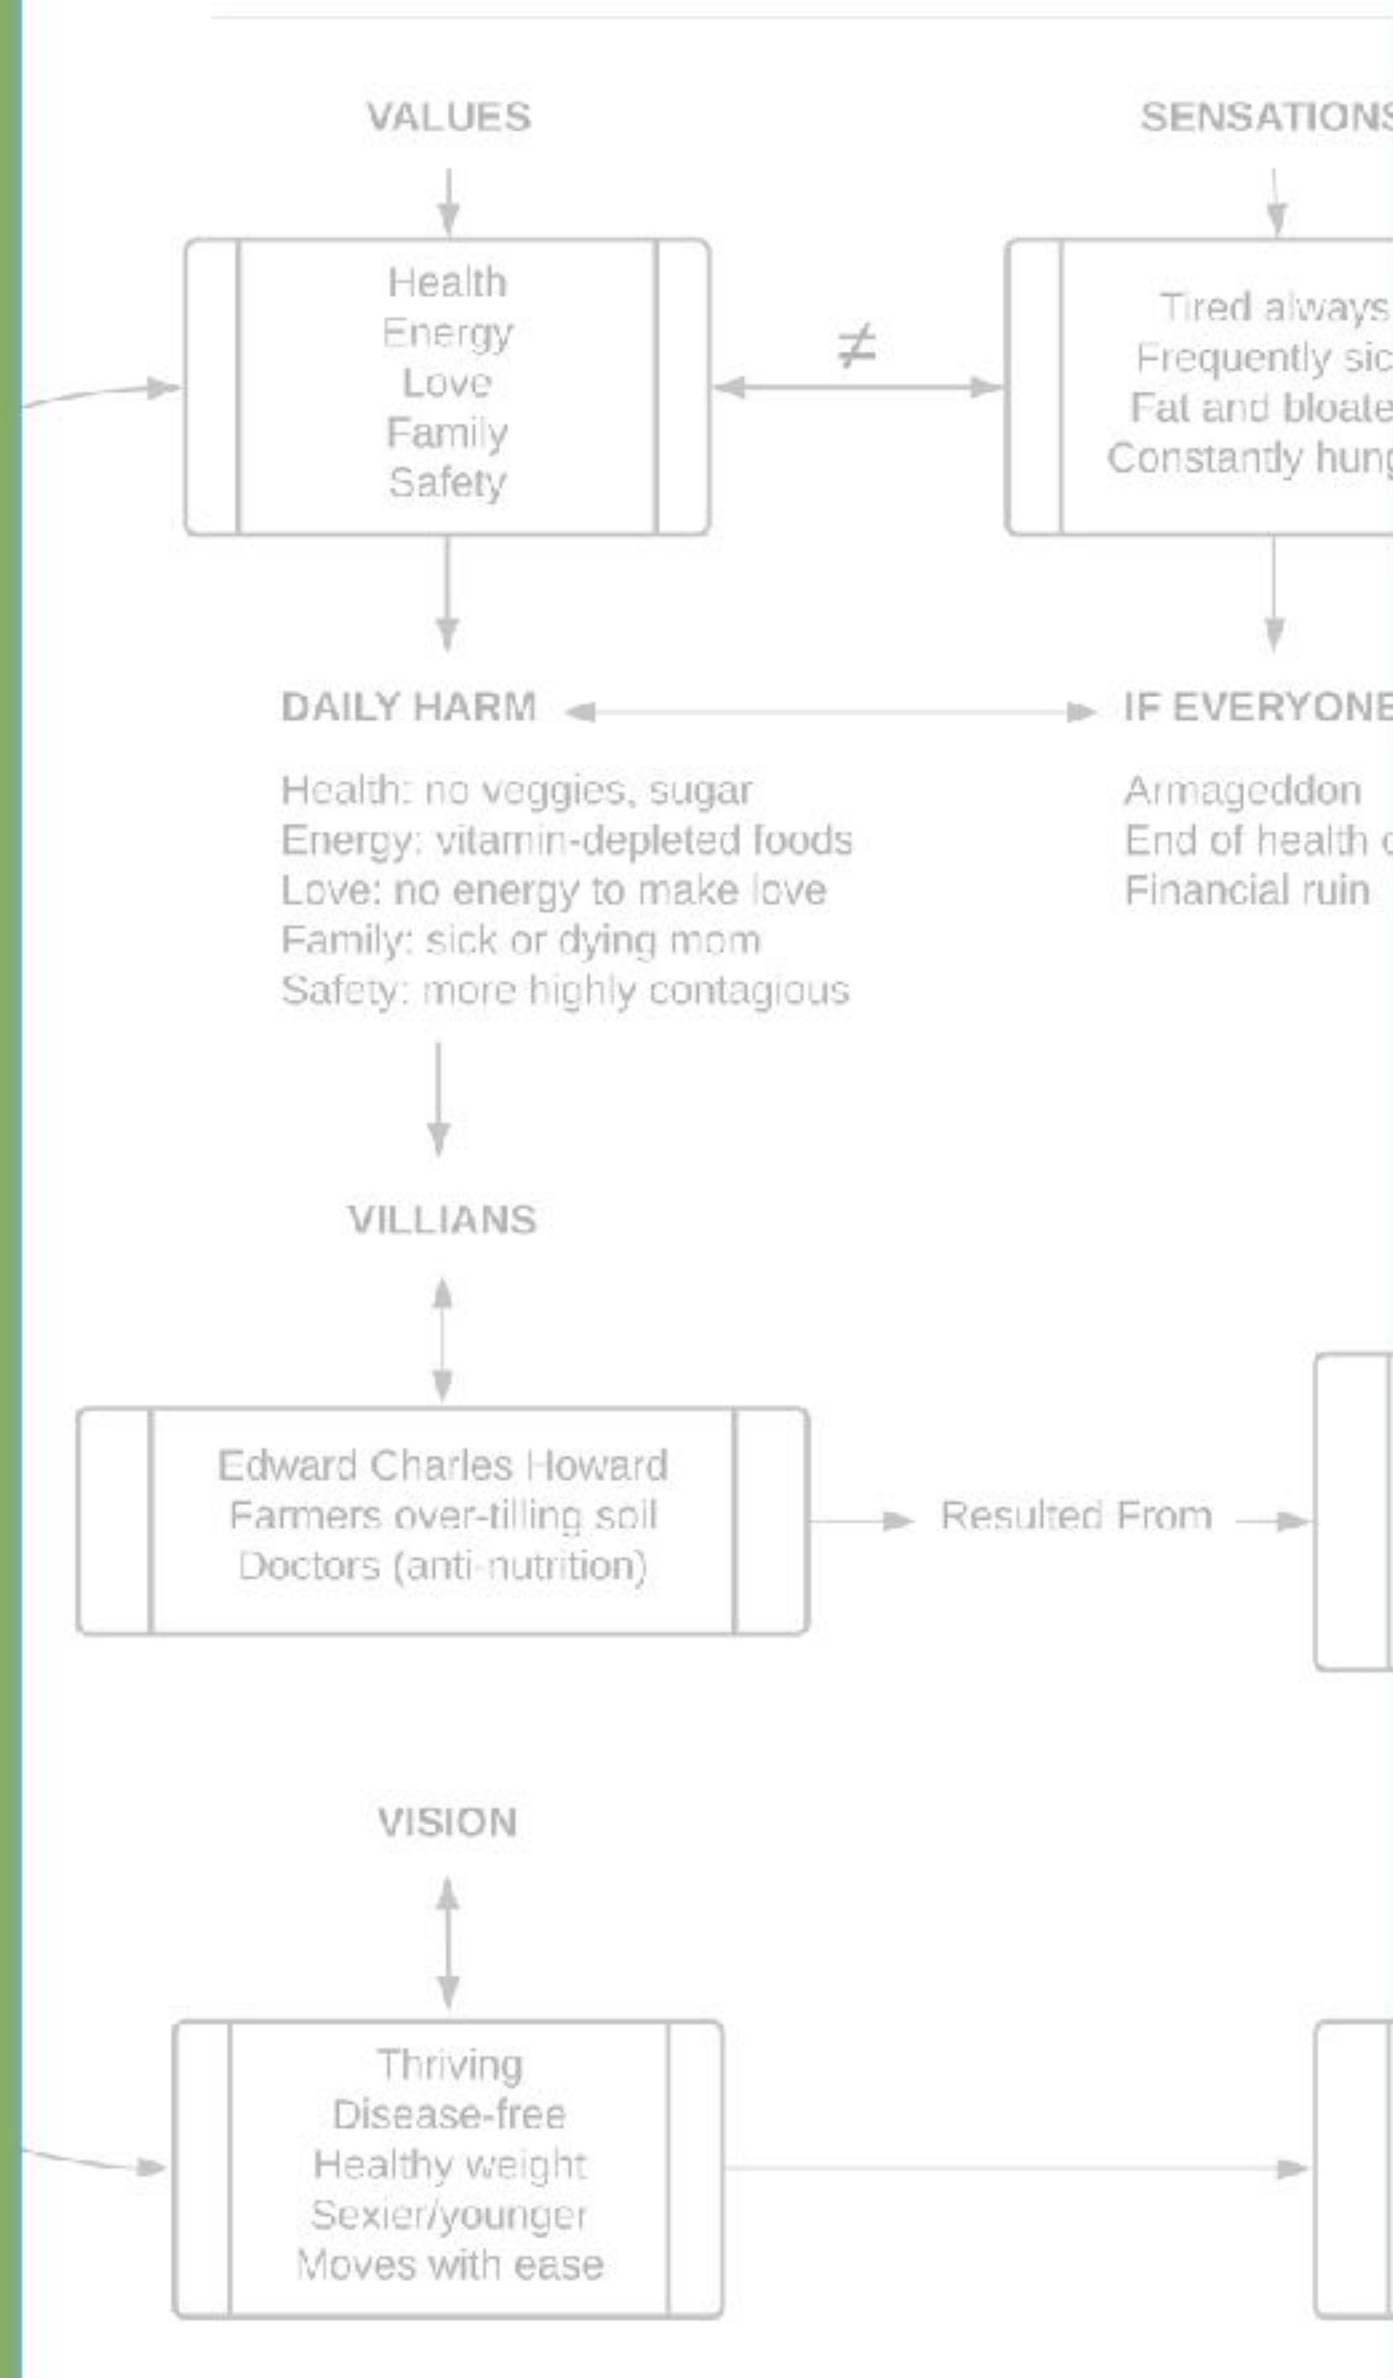 VALUES
Health
Energy
Love
Family
Safety
≠
SENSATIONS
Tired always
Frequently sic
Fat and bloate
Constantly hung
DAILY HARM
Health: no veggies, sugar
Energy: vitamin-depleted foods
Love: no energy to make love
Family: sick or dying mom
Safety: more highly contagious
IF EVERYONE
Armageddon
End of health c
Financial ruin
VILLIANS
Edward Charles Howard
Farmers over-tilling soil
Doctors (anti-nutrition)
Resulted From
VISION
Thriving
Disease-free
Healthy weight
Sexier/younger
Moves with ease